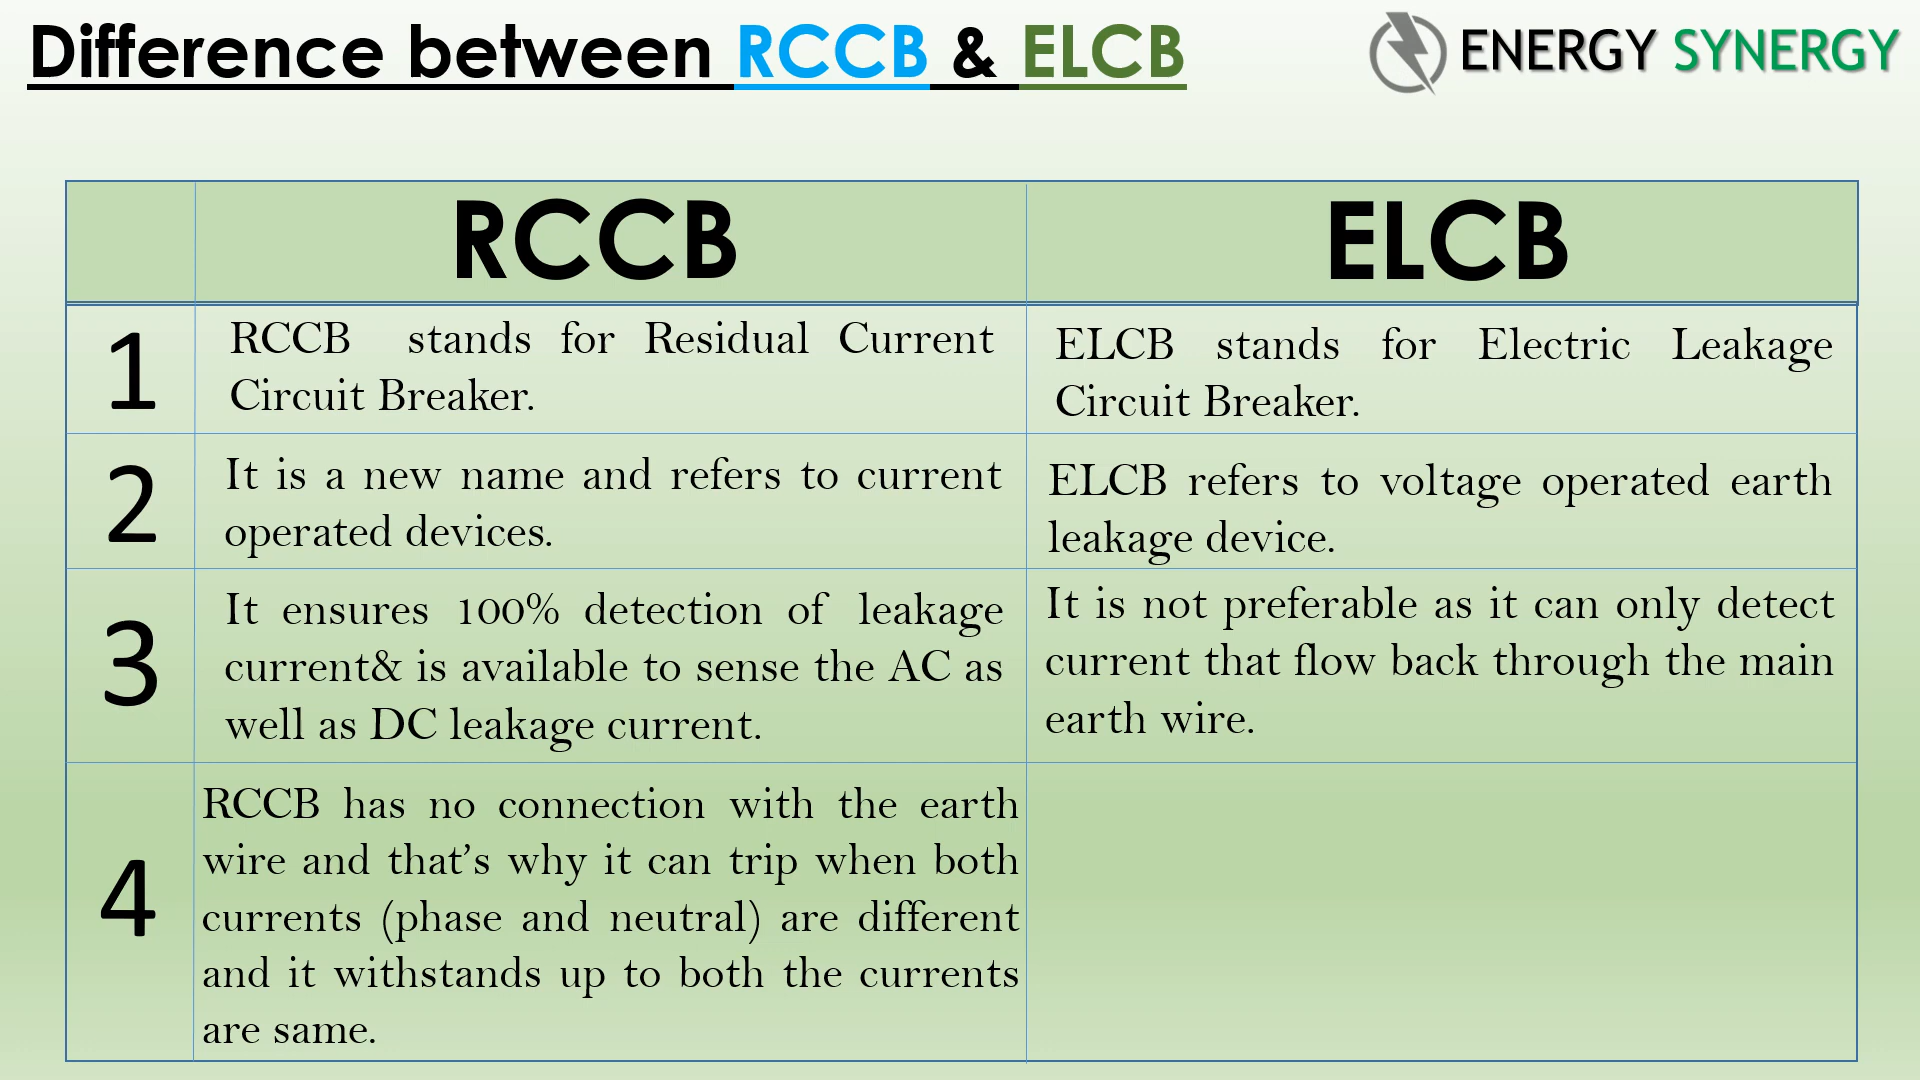 Difference between RCCB & ELCB
ENERGY SYNERGY
RCCB
ELCB
1
RCCB stands for Residual Current
Circuit Breaker.
ELCB stands for Electric Leakage
Circuit Breaker.
2
It is a new name and refers to current
operated devices.
ELCB refers to voltage operated earth
leakage device.
3
It ensures 100% detection of leakage
current& is available to sense the AC as
well as DC leakage current.
It is not preferable as it can only detect
current that flow back through the main
earth wire.
4
RCCB has no connection with the earth
wire and that’s why it can trip when both
currents (phase and neutral) are different
and it withstands up to both the currents
are same.